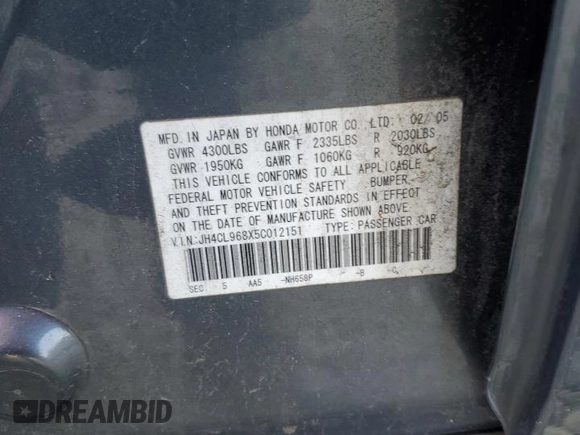 MFD. IN JAPAN BY HONDA MOTOR CO., LTD. 02/05
GVWR 4300LBS GAWR F 2335LBS R 2030LBS
GVWR 1950KG GAWR F 1060KG R 920KG
THIS VEHICLE CONFORMS TO ALL APPLICABLE
FEDERAL MOTOR VEHICLE SAFETY, BUMPER,
AND THEFT PREVENTION STANDARDS IN EFFECT
ON THE DATE OF MANUFACTURE SHOWN ABOVE.
V.I.N.:JH4CL968X5C012151 TYPE: PASSENGER CAR
SEC 5 AA5 -NH658P - -B -C
DREAMBID